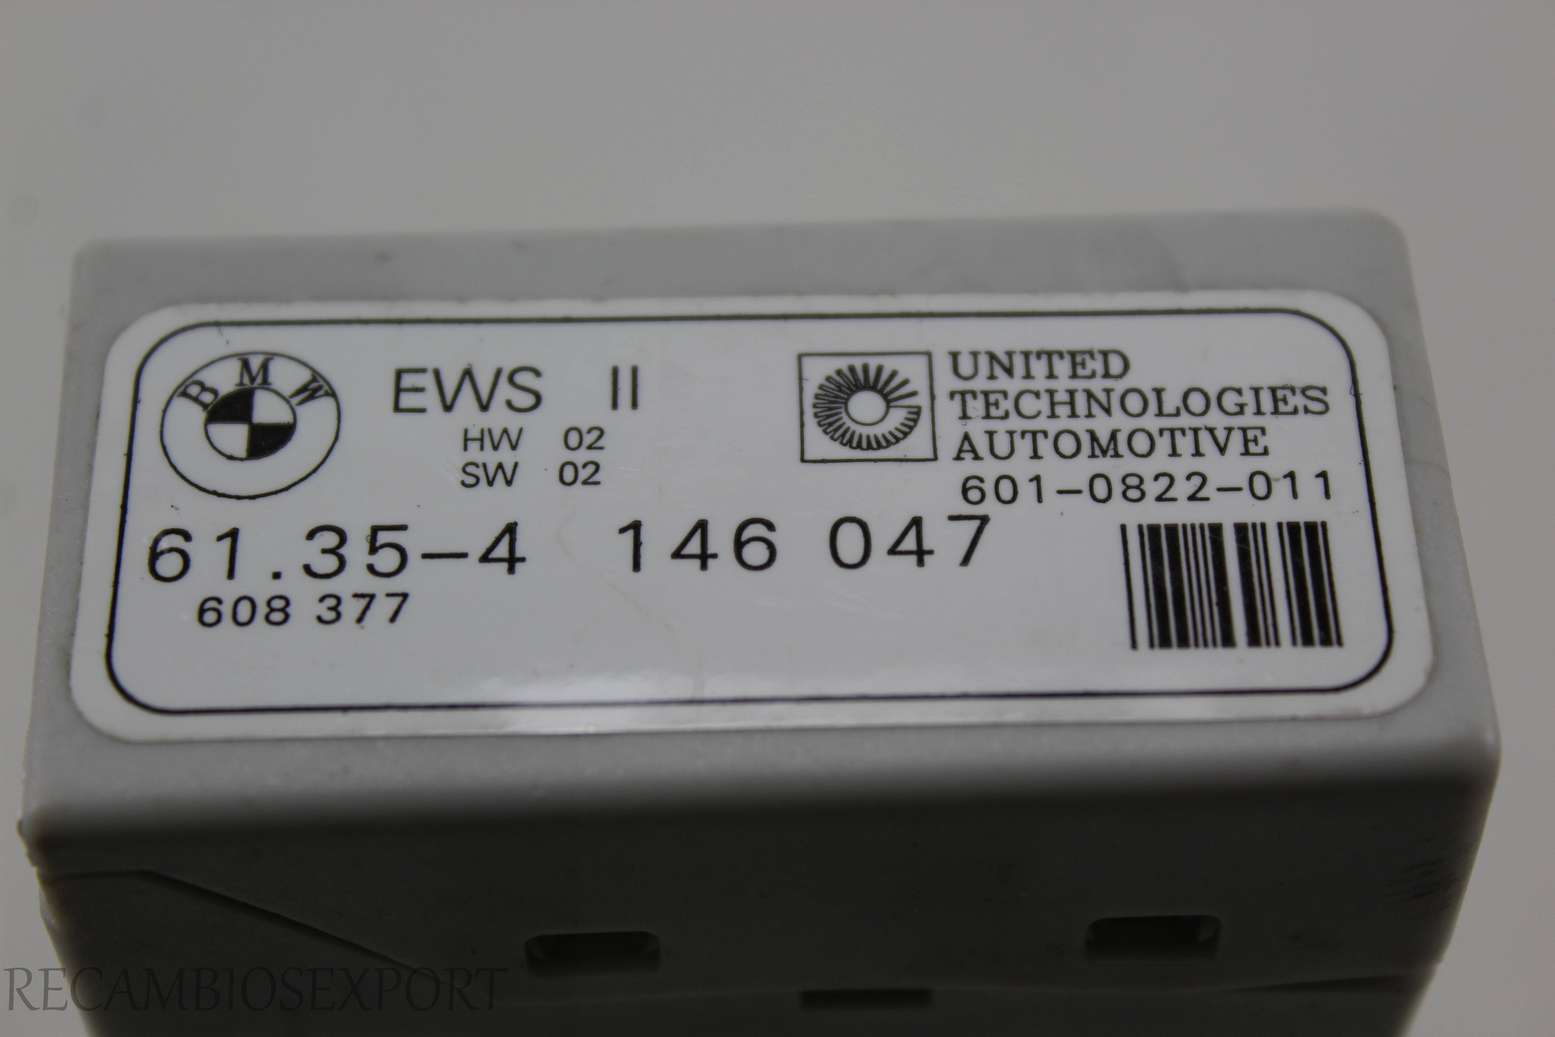 BMW
EWS II
HW 02
SW 02
UNITED
TECHNOLOGIES
AUTOMOTIVE
601-0822-011
61.35-4 146 047
608 377
RECAMBIOSEXPORT